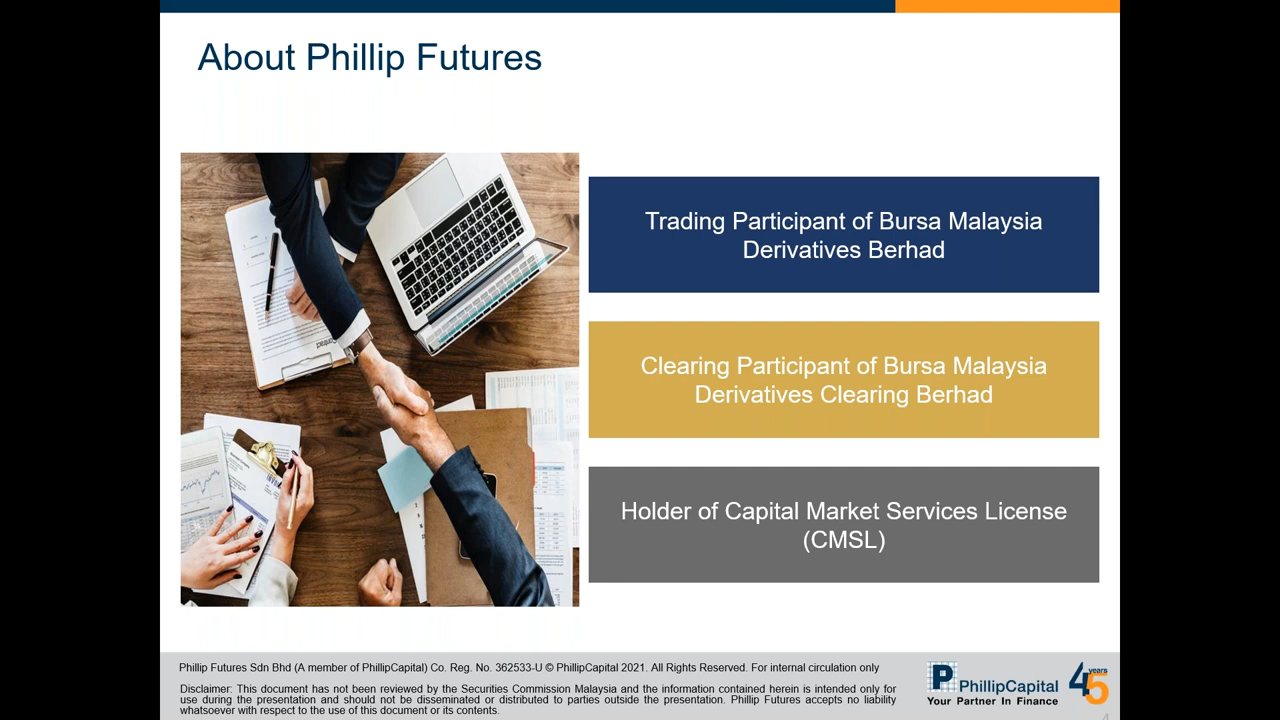 About Phillip Futures
Trading Participant of Bursa Malaysia
Derivatives Berhad
Clearing Participant of Bursa Malaysia
Derivatives Clearing Berhad
Holder of Capital Market Services License
(CMSL)
Contract
Phillip Futures Sdn Bhd (A member of PhillipCapital) Co. Reg. No. 362533-U © PhillipCapital 2021. All Rights Reserved. For internal circulation only
Disclaimer: This document has not been reviewed by the Securities Commission Malaysia and the information contained herein is intended only for
use during the presentation and should not be disseminated or distributed to parties outside the presentation. Phillip Futures accepts no liability
whatsoever with respect to the use of this document or its contents.
P PhillipCapital
Your Partner In Finance
45 years
4